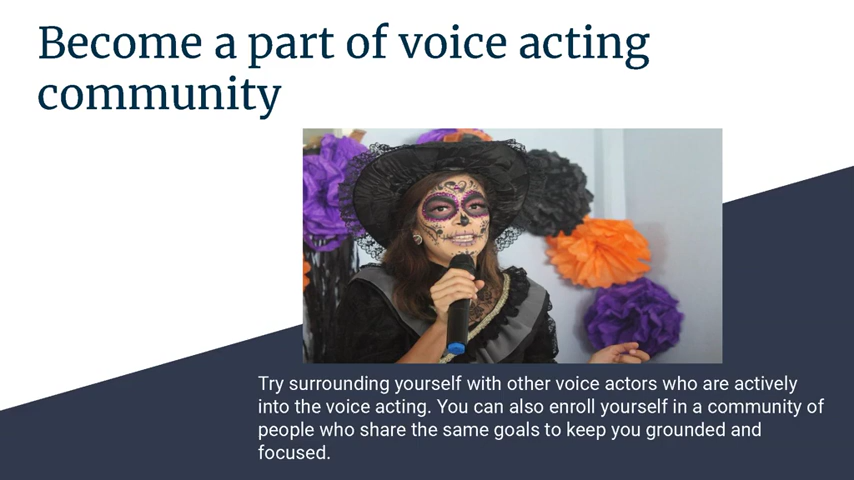 Become a part of voice acting
community
Try surrounding yourself with other voice actors who are actively
into the voice acting. You can also enroll yourself in a community of
people who share the same goals to keep you grounded and
focused.